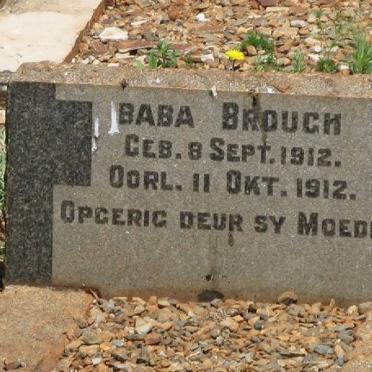 BABA BROUGH
GEB. 8 SEPT. 1912.
OORL. 11 OKT. 1912.
OPGERIG DEUR SY